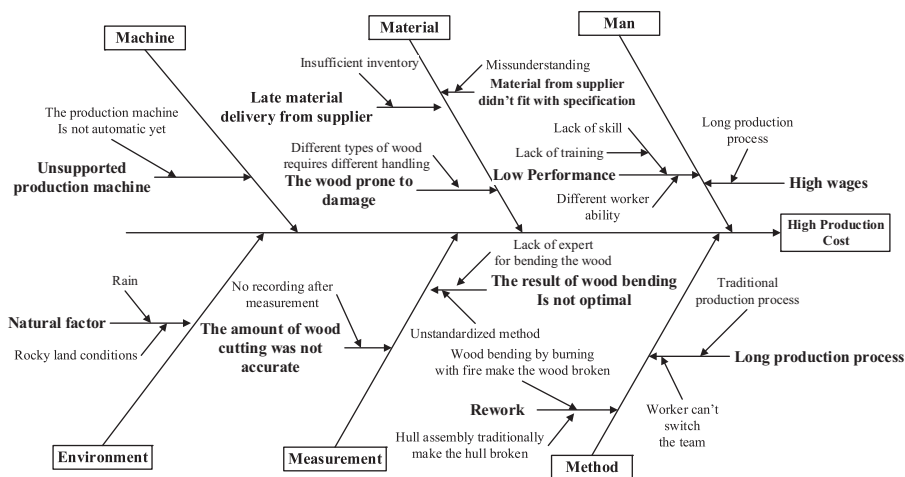 Machine
Material
Man
Insufficient inventory
Late material
delivery from supplier
Misunderstanding
Material from supplier
didn't fit with specification
The production machine
Is not automatic yet
Unsupported
production machine
Different types of wood
requires different handling
The wood prone to
damage
Lack of skill
Lack of training
Low Performance
Different worker
ability
Long production
process
High wages
High Production
Cost
Rain
Natural factor
Rocky land conditions
No recording after
measurement
The amount of wood
cutting was not
accurate
Lack of expert
for bending the wood
The result of wood bending
Is not optimal
Unstandardized method
Wood bending by burning
with fire make the wood broken
Rework
Hull assembly traditionally
make the hull broken
Traditional
production process
Long production process
Worker can't
switch
the team
Environment
Measurement
Method